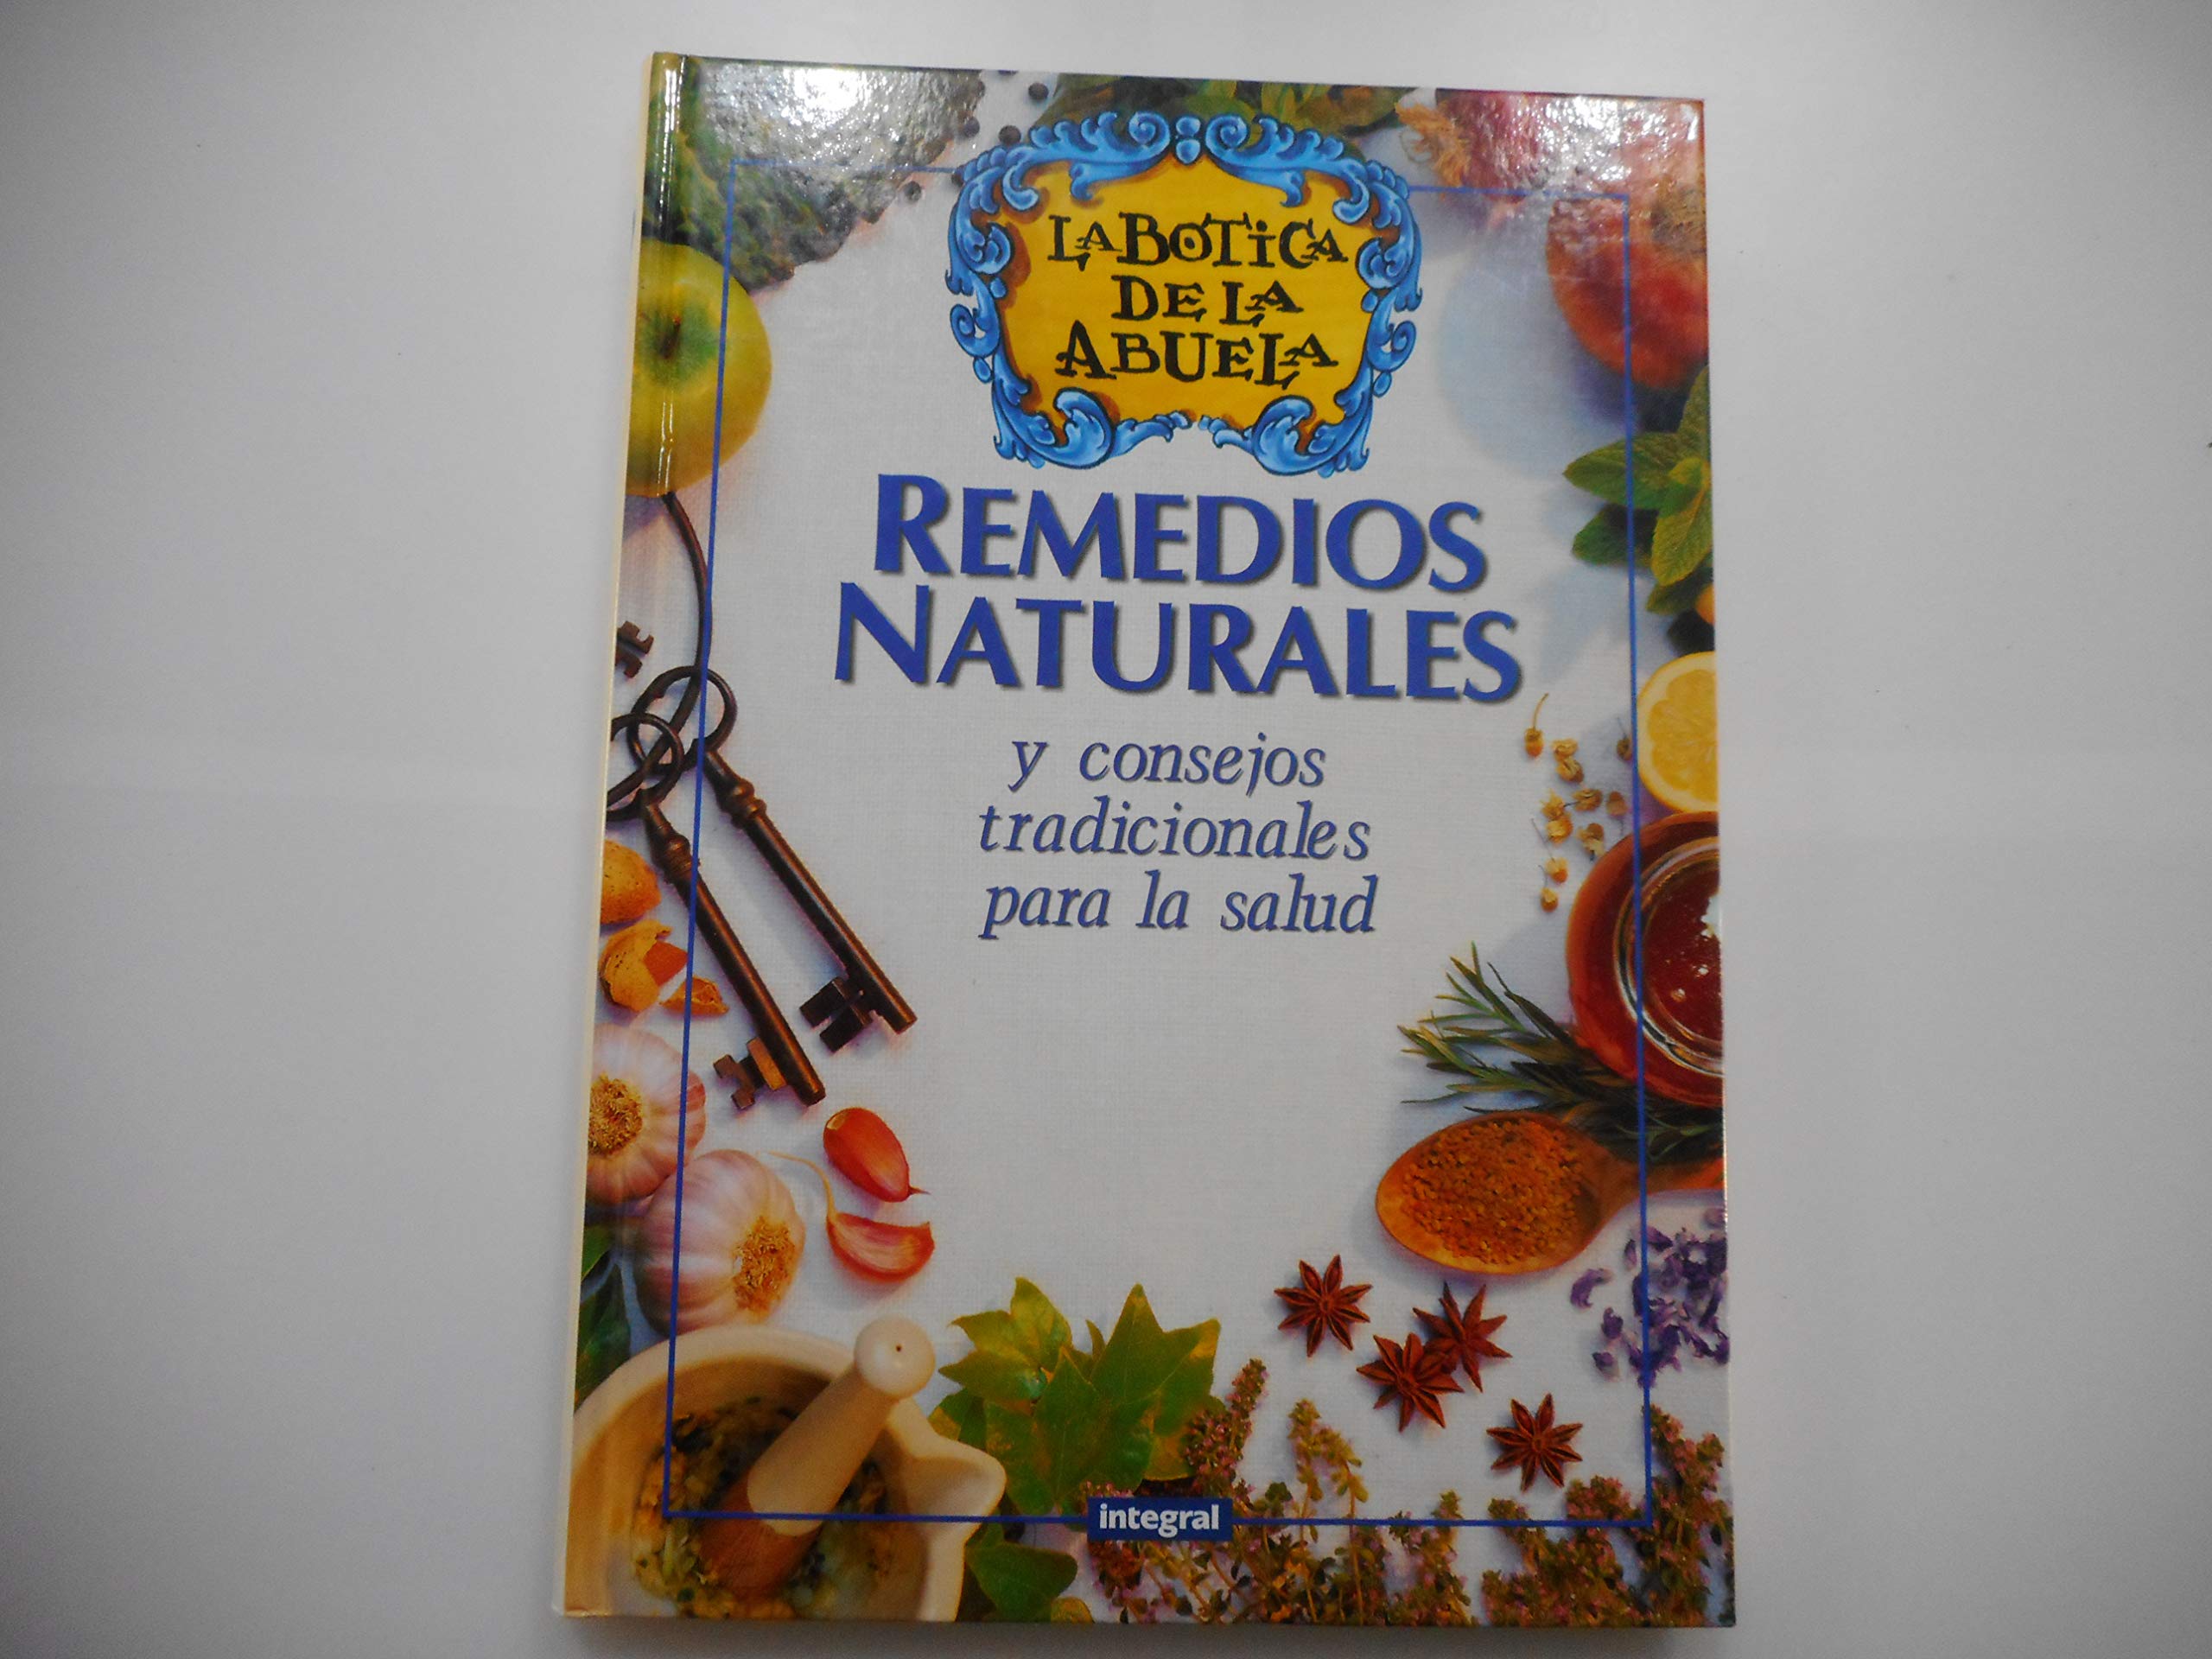 LA BOTICA
DE LA
ABUELA
REMEDIOS
NATURALES
y consejos
tradicionales
para la salud
integral